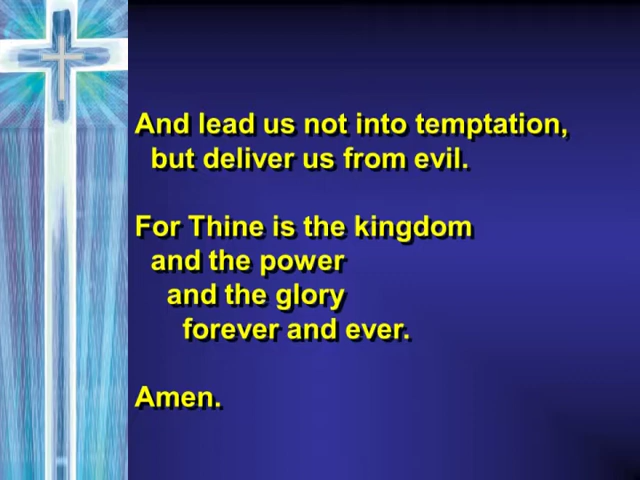 And lead us not into temptation,
but deliver us from evil.
For Thine is the kingdom
and the power
and the glory
forever and ever.
Amen.